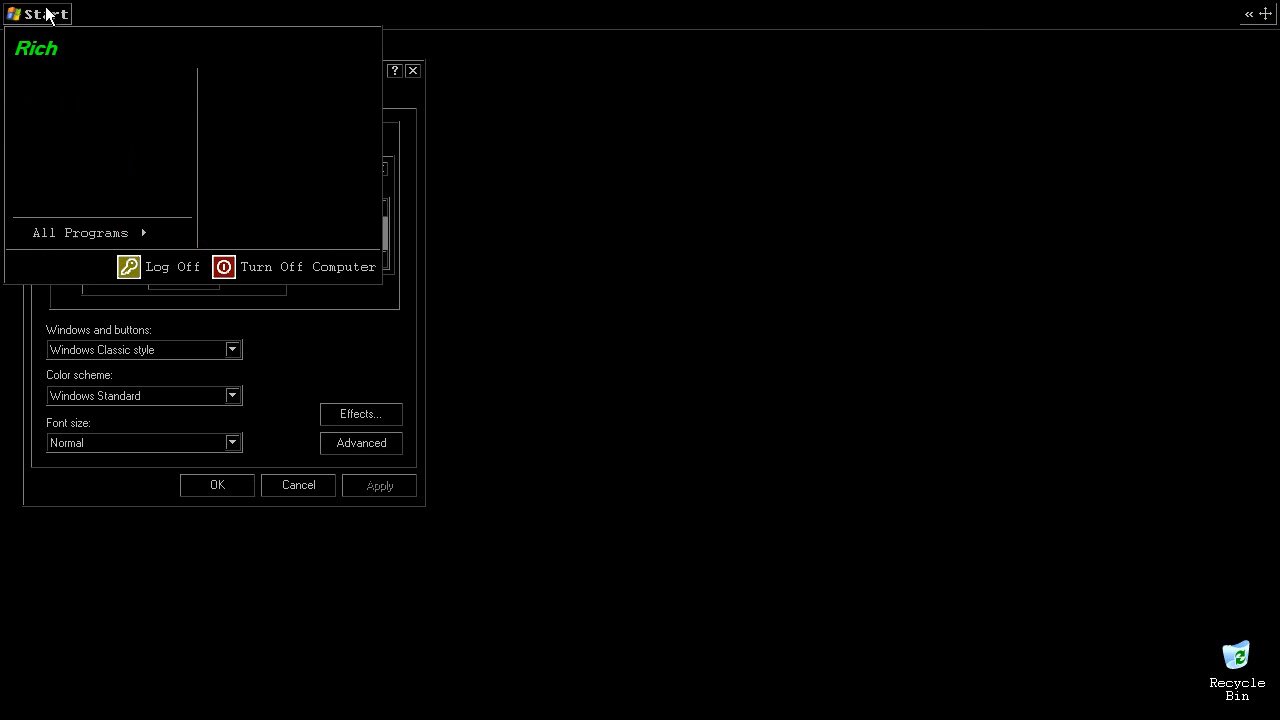 Start
«
Rich
?
All Programs
Log Off Turn Off Computer
Windows and buttons:
Windows Classic style
Color scheme:
Windows Standard
Effects...
Font size:
Normal
Advanced
OK Cancel Apply
Recycle
Bin